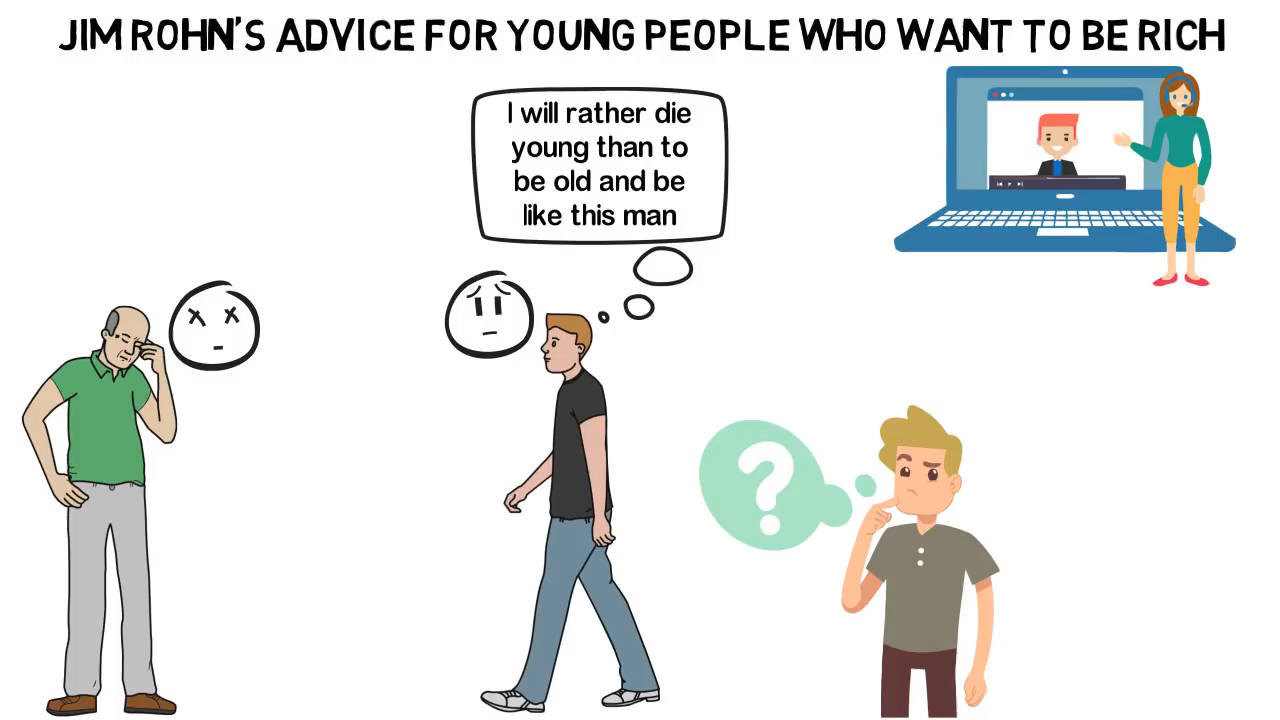 JIM ROHN'S ADVICE FOR YOUNG PEOPLE WHO WANT TO BE RICH
I will rather die
young than to
be old and be
like this man
?